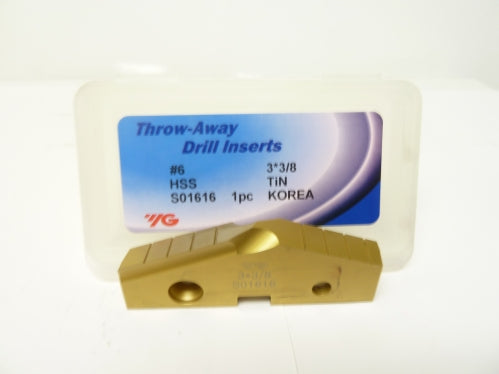 Throw-Away
Drill Inserts
#6 3*3/8
HSS TiN
S01616 1pc KOREA
YG
3*3/8
S01616